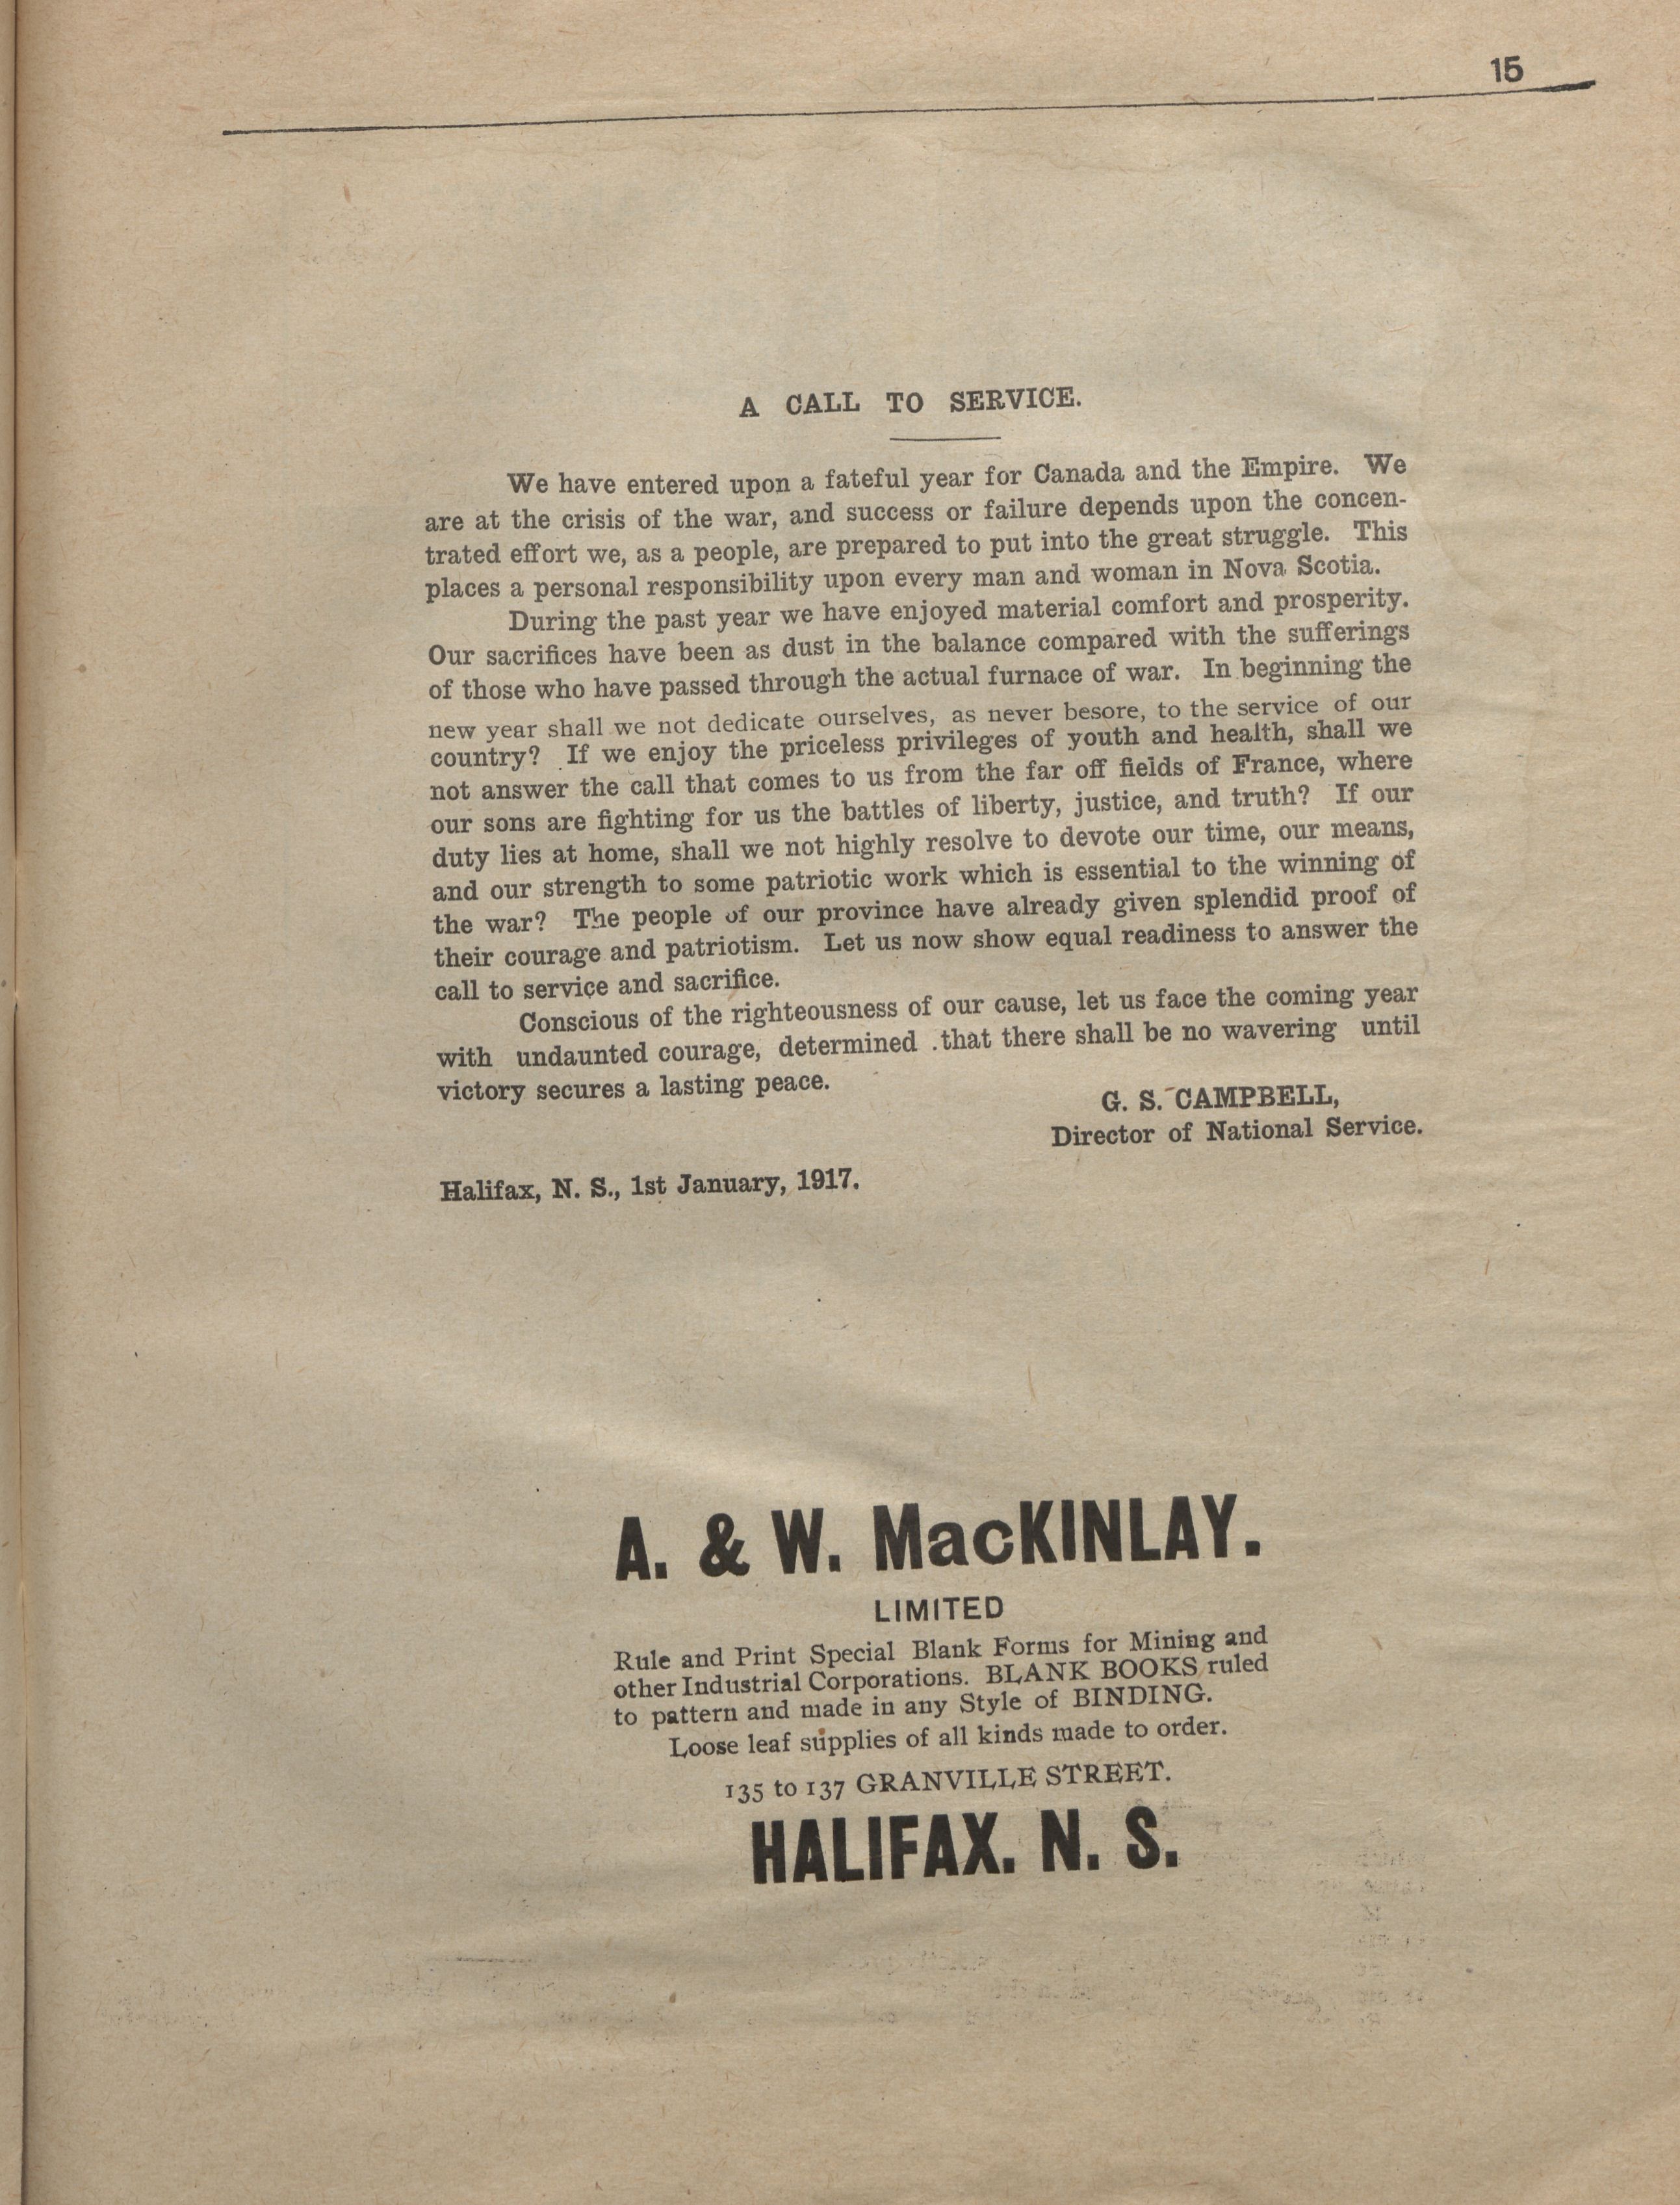 15
A CALL TO SERVICE.
We have entered upon a fateful year for Canada and the Empire. We
are at the crisis of the war, and success or failure depends upon the concen-
trated effort we, as a people, are prepared to put into the great struggle. This
places a personal responsibility upon every man and woman in Nova Scotia.
During the past year we have enjoyed material comfort and prosperity.
Our sacrifices have been as dust in the balance compared with the sufferings
of those who have passed through the actual furnace of war. In beginning the
new year shall we not dedicate ourselves, as never besore, to the service of our
country? If we enjoy the priceless privileges of youth and health, shall we
not answer the call that comes to us from the far off fields of France, where
our sons are fighting for us the battles of liberty, justice, and truth? If our
duty lies at home, shall we not highly resolve to devote our time, our means,
and our strength to some patriotic work which is essential to the winning of
the war? The people of our province have already given splendid proof of
their courage and patriotism. Let us now show equal readiness to answer the
call to service and sacrifice.
Conscious of the righteousness of our cause, let us face the coming year
with undaunted courage, determined .that there shall be no wavering until
victory secures a lasting peace.
G. S. CAMPBELL,
Director of National Service.
Halifax, N. S., 1st January, 1917.
A. & W. MacKINLAY.
LIMITED
Rule and Print Special Blank Forms for Mining and
other Industrial Corporations. BLANK BOOKS ruled
to pattern and made in any Style of BINDING.
Loose leaf supplies of all kinds made to order.
135 to 137 GRANVILLE STREET.
HALIFAX. N. S.